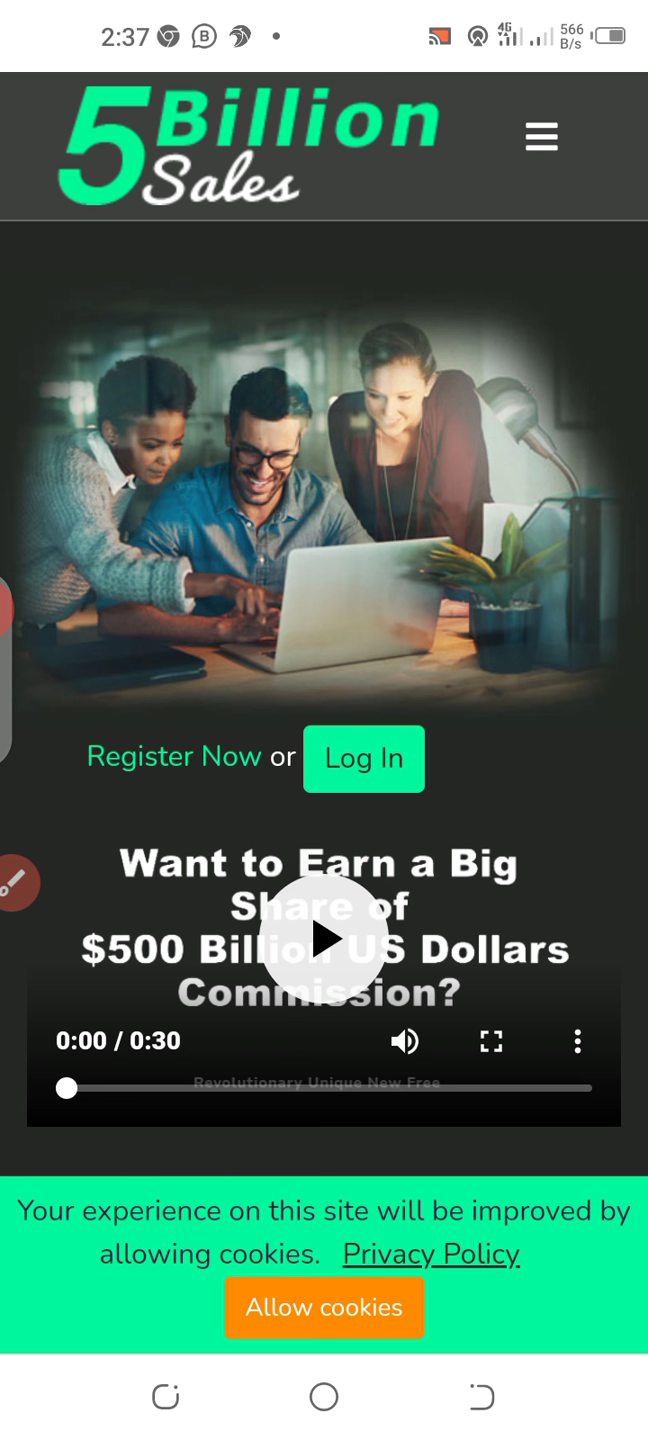 2:37
4G
566
B/s
5 Billion
Sales
Register Now or Log In
Want to Earn a Big
Share of
$500 Billion US Dollars
Commission?
0:00 / 0:30
Revolutionary Unique New Free
Your experience on this site will be improved by
allowing cookies. Privacy Policy
Allow cookies